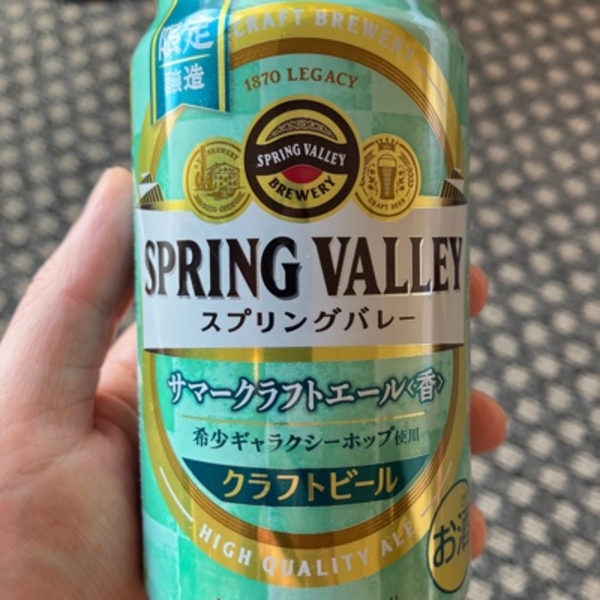 限定
醸造
CRAFT BREWERY
1870 LEGACY
SPRING VALLEY
BREWERY
CRAFT BEER
SPRING VALLEY
スプリングバレー
サマークラフトエール〈香〉
希少ギャラクシーホップ使用
クラフトビール
HIGH QUALITY ALE
お酒